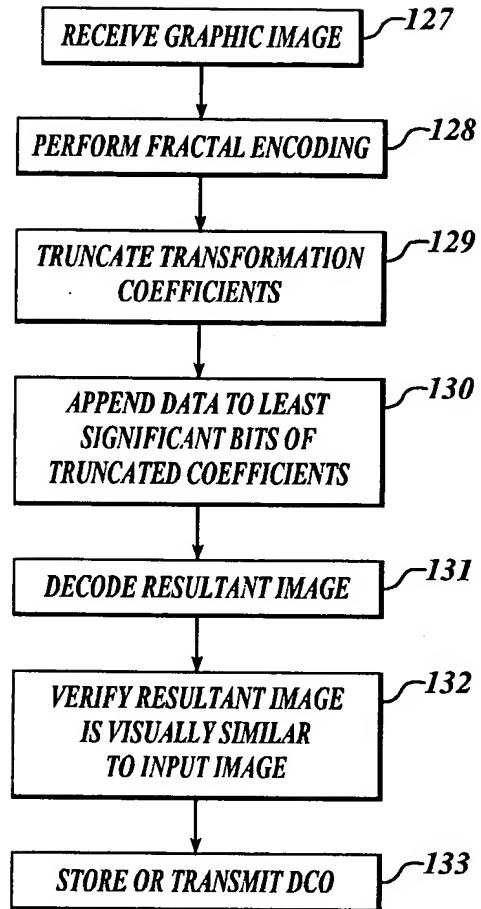 RECEIVE GRAPHIC IMAGE
127
PERFORM FRACTAL ENCODING
128
TRUNCATE TRANSFORMATION
COEFFICIENTS
129
APPEND DATA TO LEAST
SIGNIFICANT BITS OF
TRUNCATED COEFFICIENTS
130
DECODE RESULTANT IMAGE
131
VERIFY RESULTANT IMAGE
IS VISUALLY SIMILAR
TO INPUT IMAGE
132
STORE OR TRANSMIT DCO
133